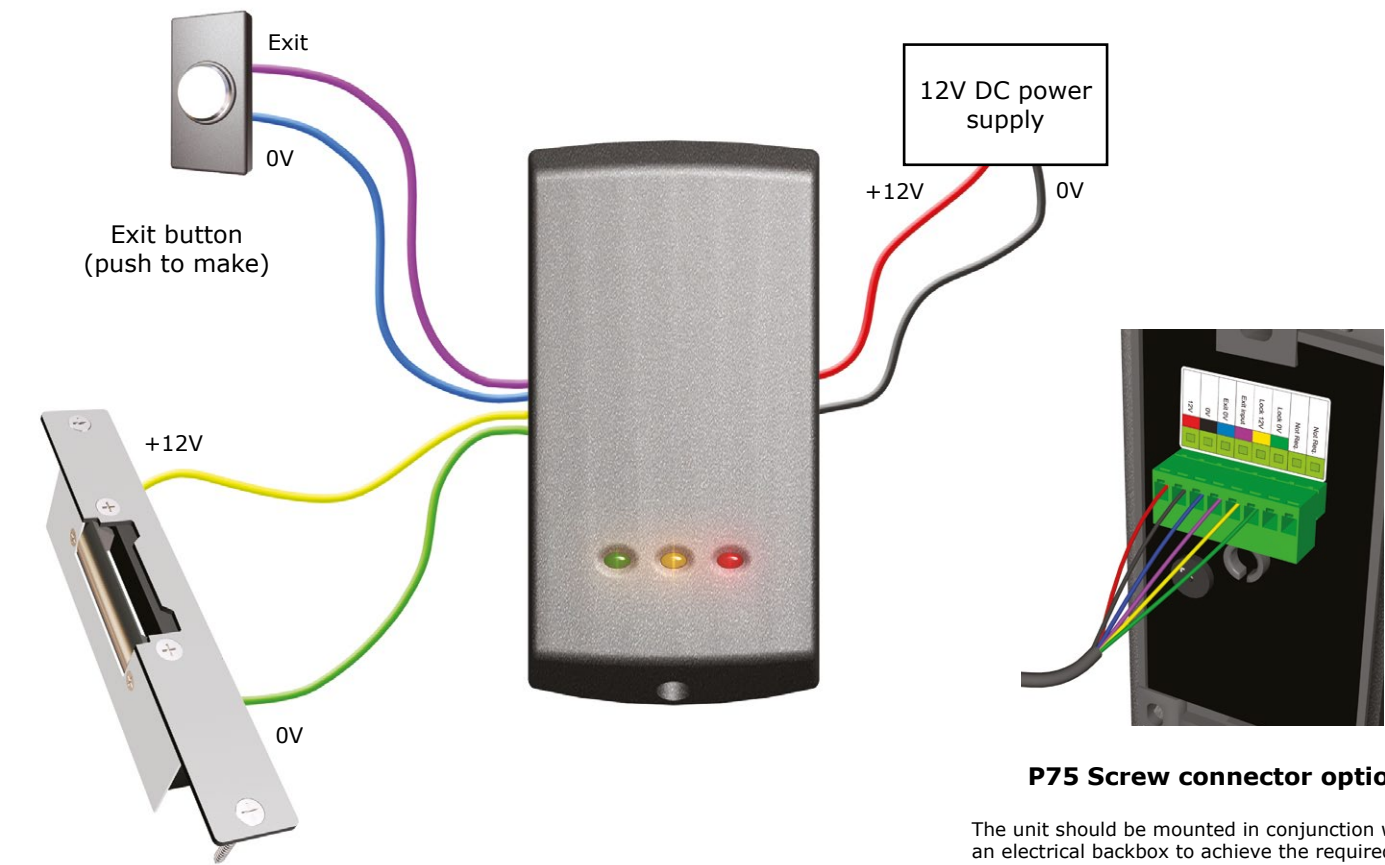 Exit
0V
Exit button
(push to make)
12V DC power
supply
+12V
0V
+12V
0V
12V
0V
Exit 0V
Exit input
Lock 12V
Lock 0V
Not Req.
Not Req.
P75 Screw connector optio
The unit should be mounted in conjunction
an electrical backbox to achieve the required